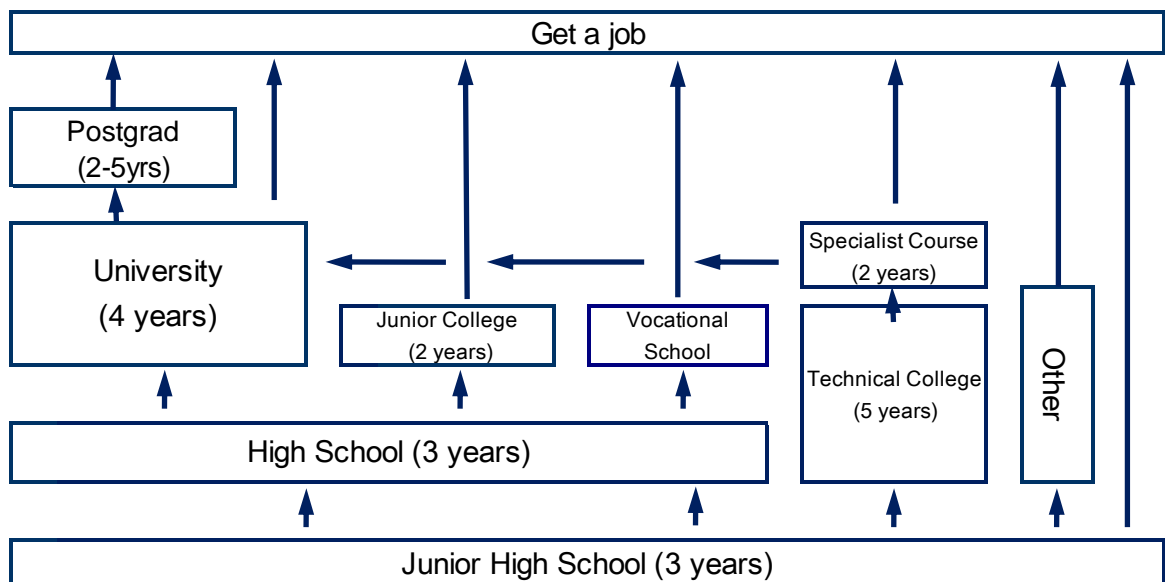 Get a job
Postgrad
(2-5yrs)
University
(4 years)
Specialist Course
(2 years)
Junior College
(2 years)
Vocational
School
Technical College
(5 years)
Other
High School (3 years)
Junior High School (3 years)